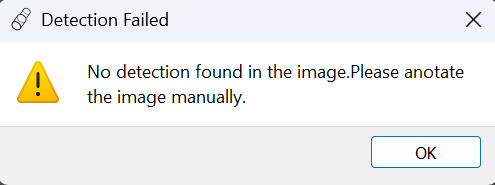 Detection Failed
No detection found in the image.Please anotate
the image manually.
OK